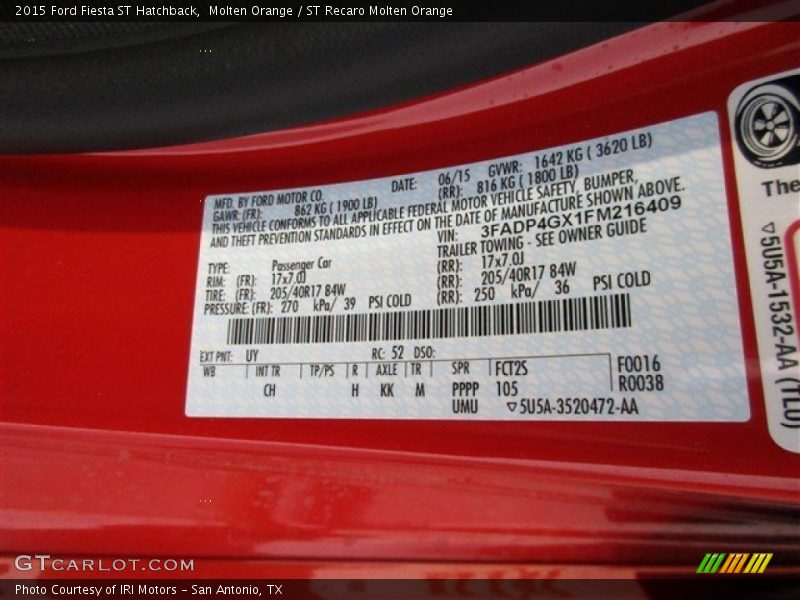 2015 Ford Fiesta ST Hatchback,  Molten Orange / ST Recaro Molten Orange
MFD. BY FORD MOTOR CO.
DATE: 06/15 GVWR: 1642 KG ( 3620 LB)
GAWR: (FR): 862 KG ( 1900 LB) (RR): 816 KG ( 1800 LB)
THIS VEHICLE CONFORMS TO ALL APPLICABLE FEDERAL MOTOR VEHICLE SAFETY, BUMPER,
AND THEFT PREVENTION STANDARDS IN EFFECT ON THE DATE OF MANUFACTURE SHOWN ABOVE.
VIN: 3FADP4GX1FM216409
TYPE: Passenger Car TRAILER TOWING - SEE OWNER GUIDE
RIM: (FR): 17x7.0J (RR): 17x7.0J
TIRE: (FR): 205/40R17 84W (RR): 205/40R17 84W
PRESSURE: (FR): 270 kPa/ 39 PSI COLD (RR): 250 kPa/ 36 PSI COLD
EXT PNT: UY RC: 52 DSO:
WB INT TR TP/PS R AXLE TR SPR FCT2S F0016
CH H KK M PPPP 105 R0038
UMU ▽5U5A-3520472-AA
The
▽5U5A-1532-AA (TLU)
GTCARLOT.COM
Photo Courtesy of IRI Motors – San Antonio, TX